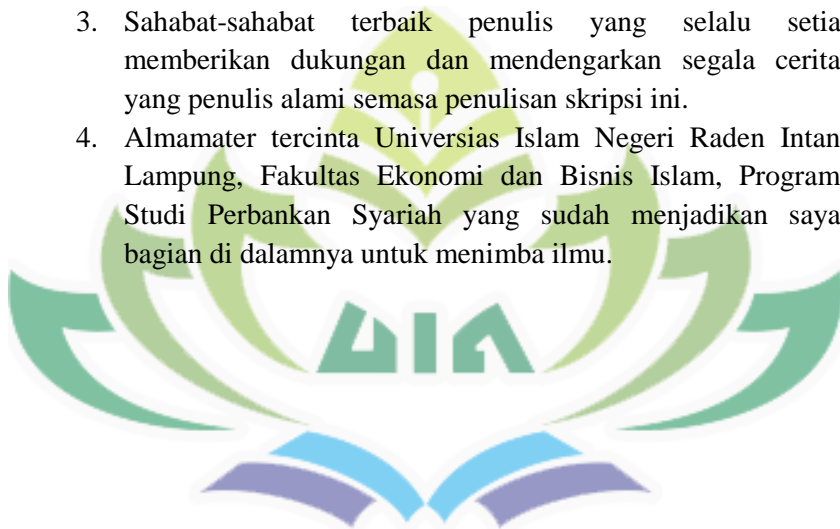 3. Sahabat-sahabat terbaik penulis yang selalu setia
memberikan dukungan dan mendengarkan segala cerita
yang penulis alami semasa penulisan skripsi ini.
4. Almamater tercinta Universias Islam Negeri Raden Intan
Lampung, Fakultas Ekonomi dan Bisnis Islam, Program
Studi Perbankan Syariah yang sudah menjadikan saya
bagian di dalamnya untuk menimba ilmu.
UIN